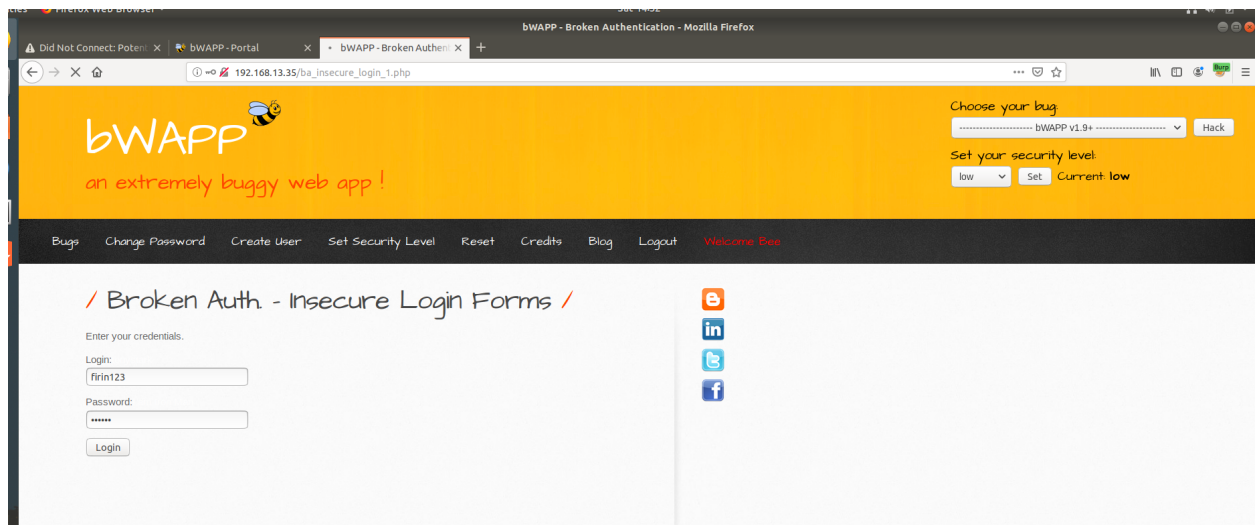 Firefox Web Browser
bWAPP - Broken Authentication - Mozilla Firefox
Did Not Connect: Potent
bWAPP - Portal
bWAPP - Broken Authent
192.168.13.35/ba_insecure_login_1.php
Burp
bWAPP
an extremely buggy web app !
Choose your bug:
---------------------- bWAPP v1.9+ ----------------------
Hack
Set your security level:
low
Set
Current: low
Bugs
Change Password
Create User
Set Security Level
Reset
Credits
Blog
Logout
Welcome Bee
/ Broken Auth. - Insecure Login Forms /
Enter your credentials.
Login:
firin123
Password:
••••••
Login
in